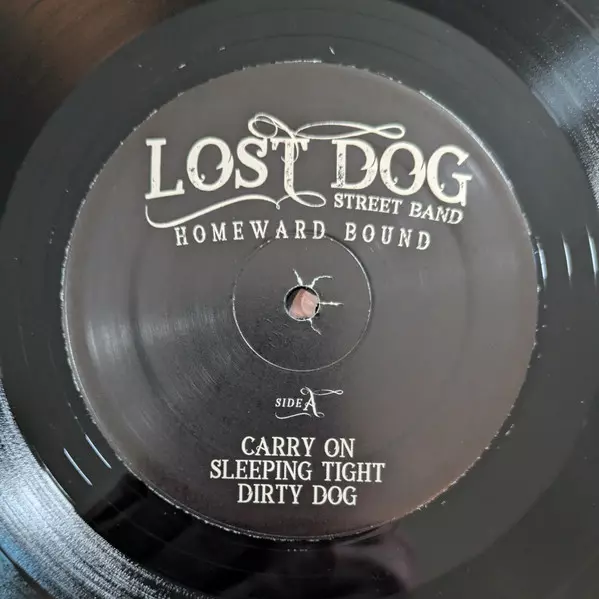 LOST DOG
STREET BAND
HOMEWARD BOUND
SIDE A
CARRY ON
SLEEPING TIGHT
DIRTY DOG